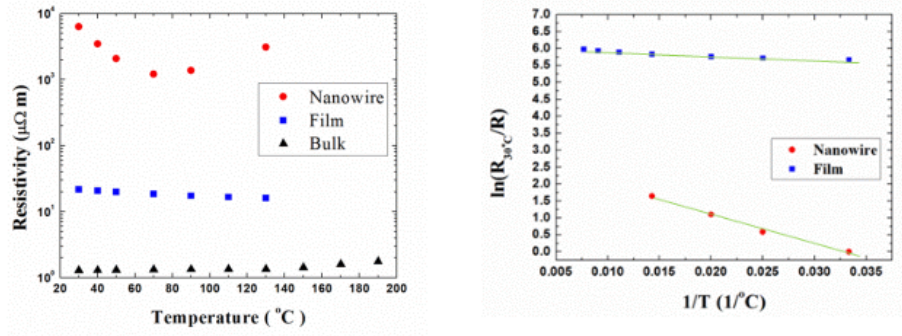 10⁴
10³
10²
10¹
10⁰
Resistivity (μΩ m)
Nanowire
Film
Bulk
20 40 60 80 100 120 140 160 180 200
Temperature ( °C)
7.0
6.5
6.0
5.5
5.0
4.5
4.0
3.5
3.0
2.5
2.0
1.5
1.0
0.5
0.0
ln(R30°C/R)
Nanowire
Film
0.005 0.010 0.015 0.020 0.025 0.030 0.035
1/T (1/°C)